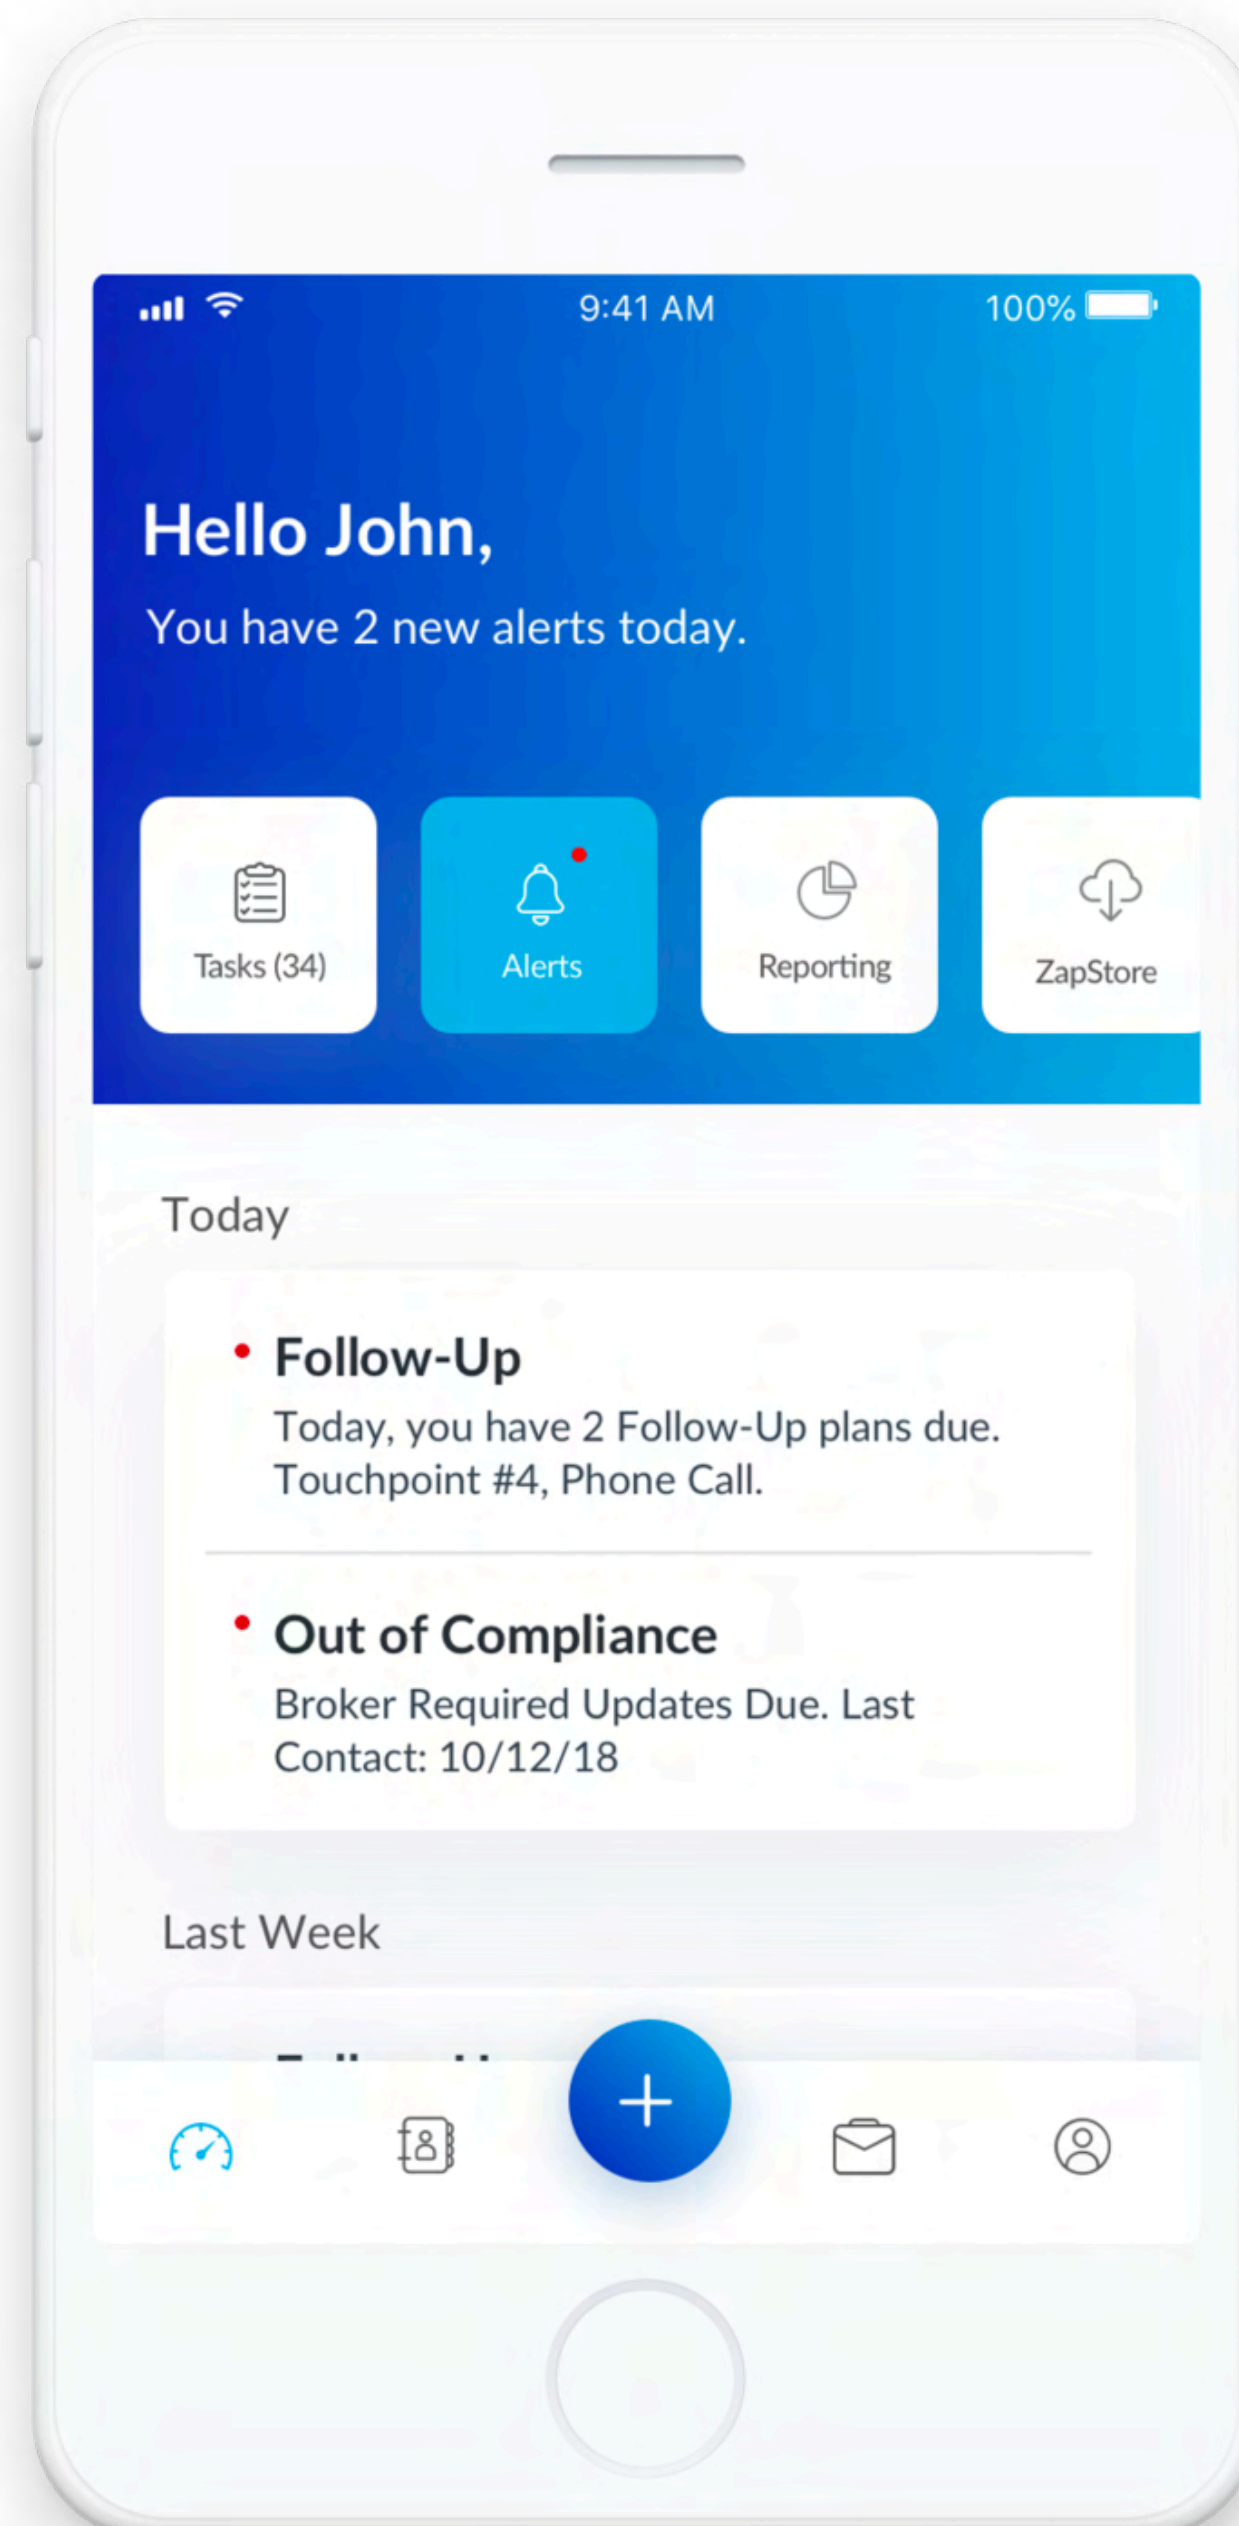 9:41 AM
100%
Hello John,
You have 2 new alerts today.
Tasks (34)
Alerts
Reporting
ZapStore
Today
Follow-Up
Today, you have 2 Follow-Up plans due.
Touchpoint #4, Phone Call.
Out of Compliance
Broker Required Updates Due. Last
Contact: 10/12/18
Last Week